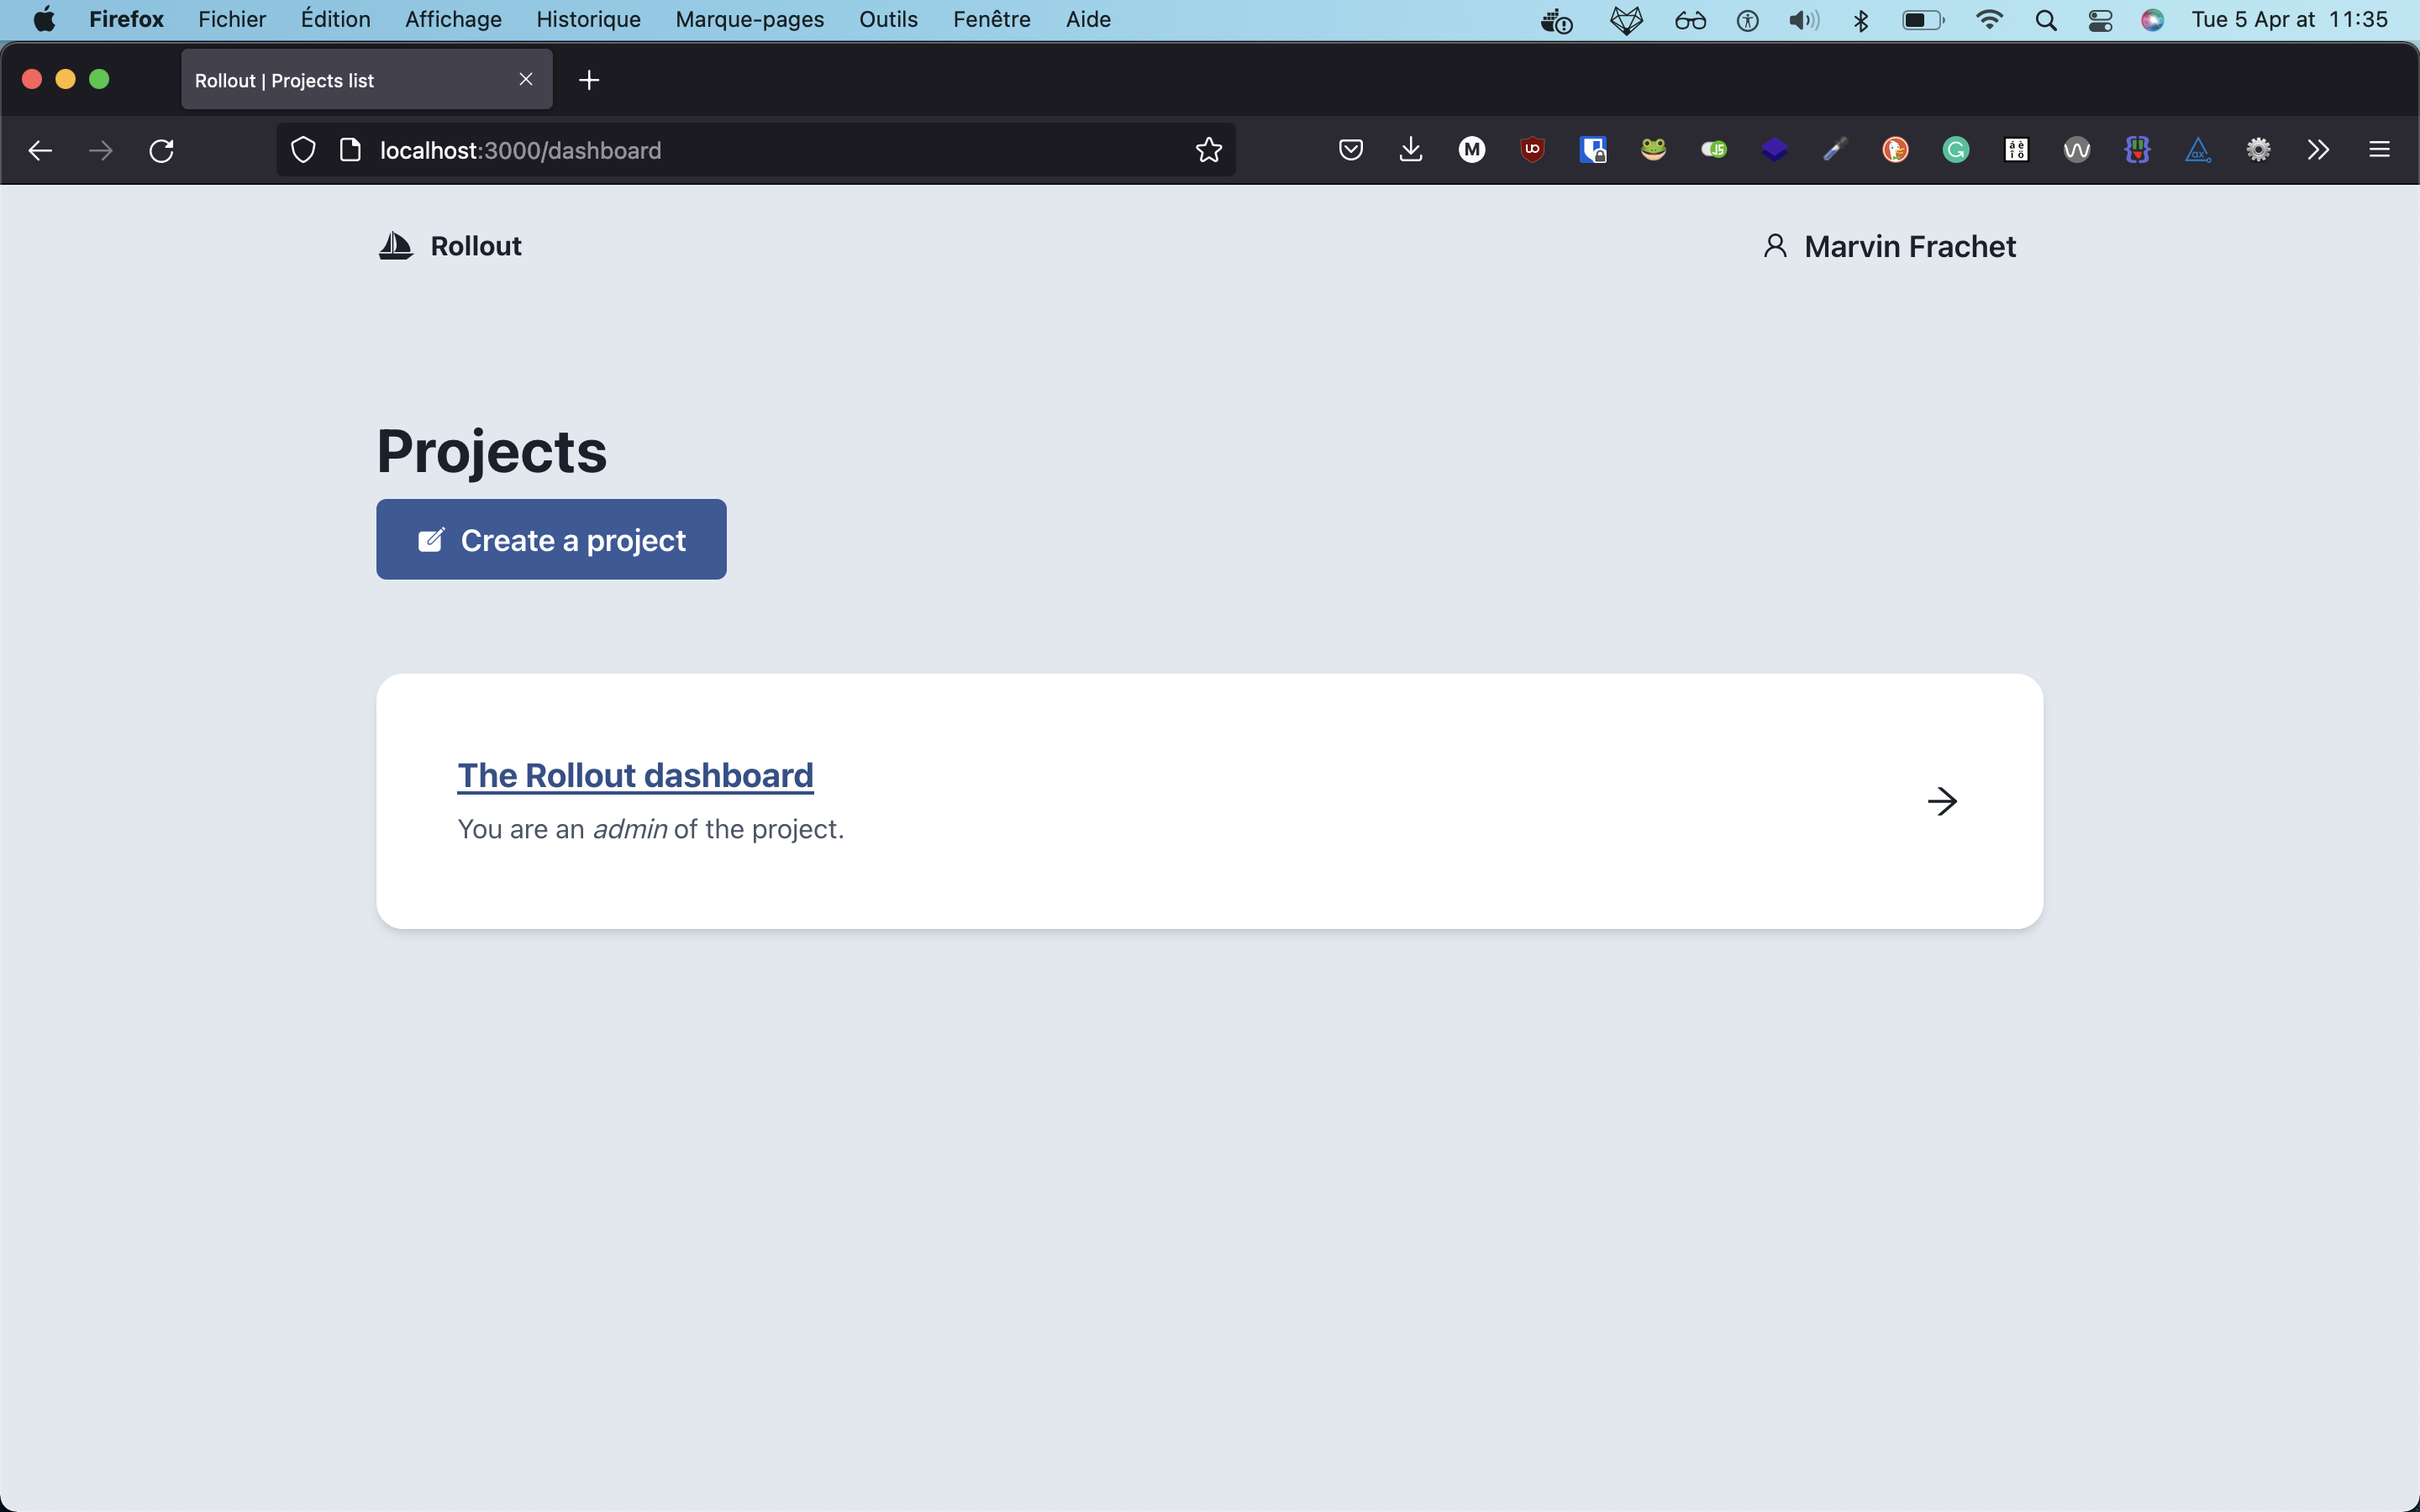 Firefox Fichier Édition Affichage Historique Marque-pages Outils Fenêtre Aide Tue 5 Apr at 11:35
Rollout | Projects list
localhost:3000/dashboard
Rollout Marvin Frachet
Projects
Create a project
The Rollout dashboard
You are an admin of the project.